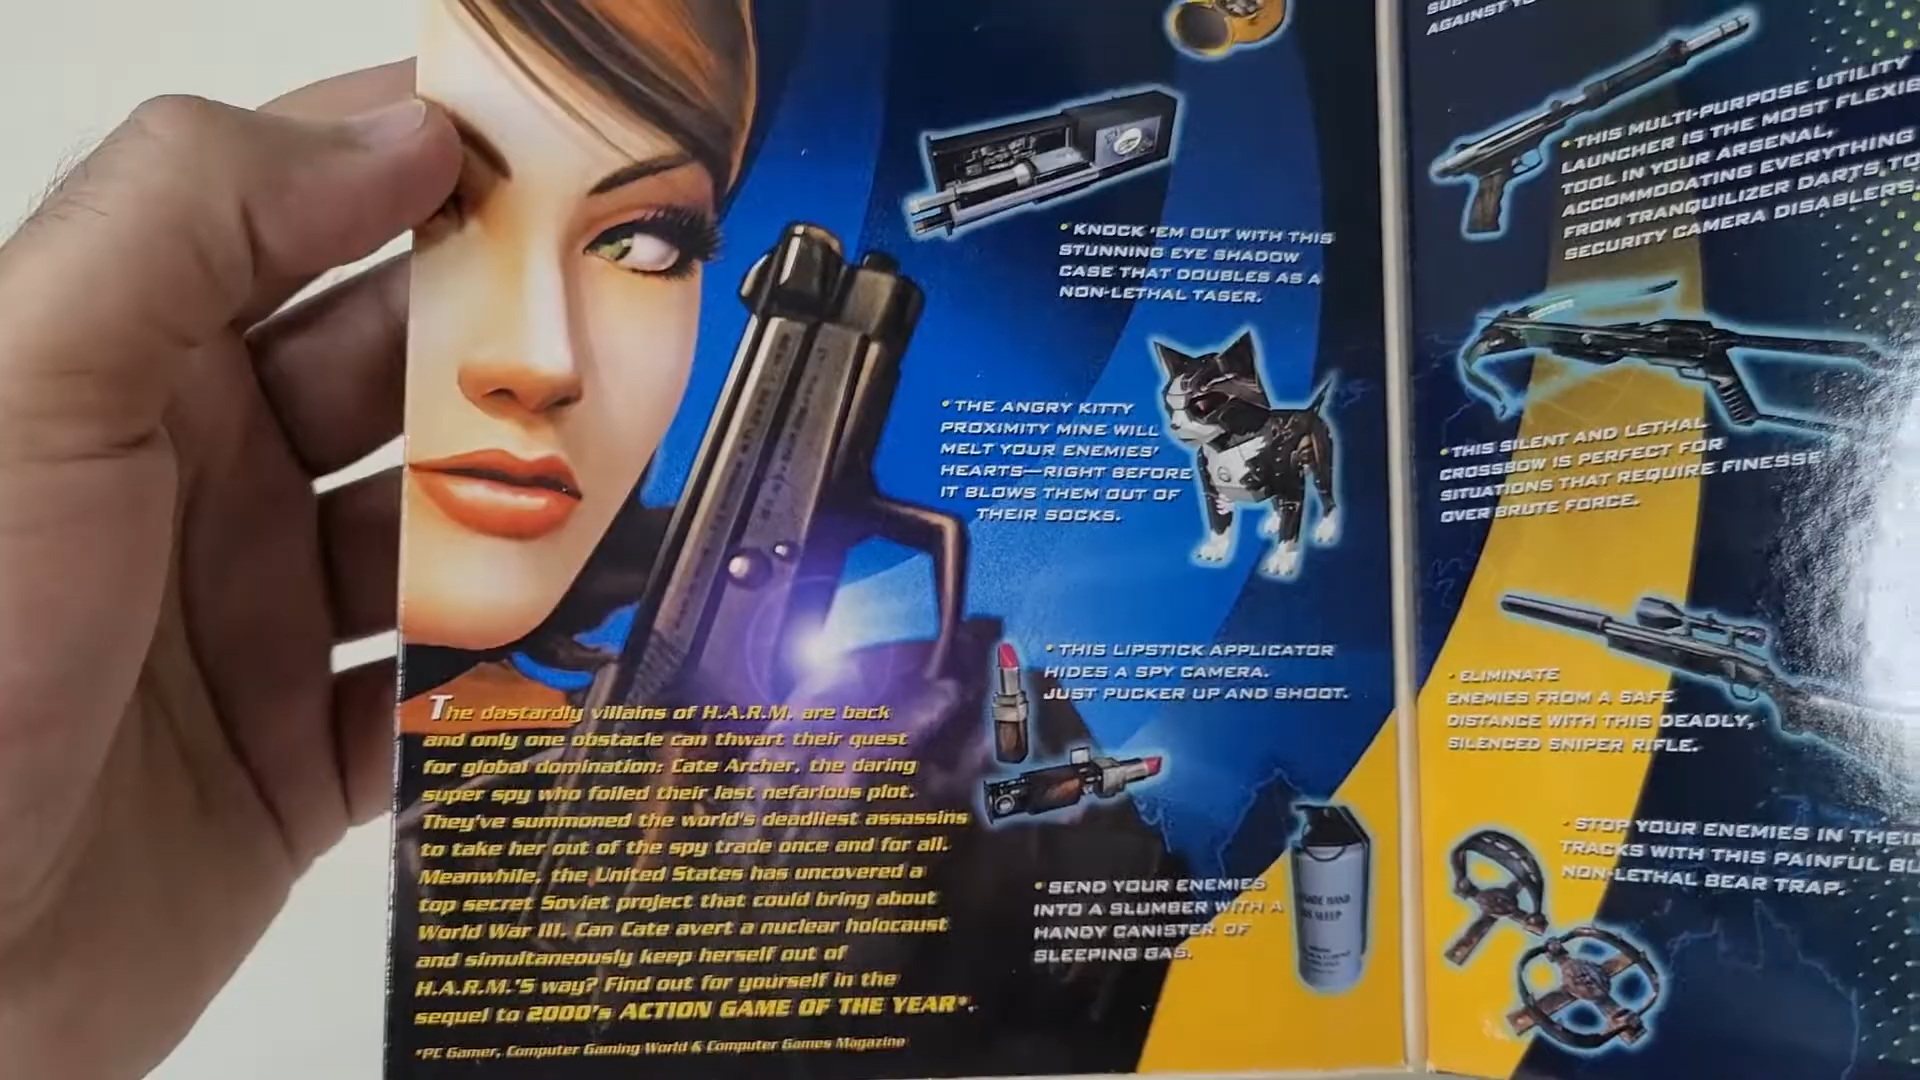 • KNOCK 'EM OUT WITH THIS
STUNNING EYE SHADOW
CASE THAT DOUBLES AS A
NON-LETHAL TASER.
• THE ANGRY KITTY
PROXIMITY MINE WILL
MELT YOUR ENEMIES'
HEARTS—RIGHT BEFORE
IT BLOWS THEM OUT OF
THEIR SOCKS.
• THIS LIPSTICK APPLICATOR
HIDES A SPY CAMERA.
JUST PUCKER UP AND SHOOT.
The dastardly villains of H.A.R.M. are back
and only one obstacle can thwart their quest
for global domination: Cate Archer, the daring
super spy who foiled their last nefarious plot.
They've summoned the world's deadliest assassins
to take her out of the spy trade once and for all.
Meanwhile, the United States has uncovered a
top secret Soviet project that could bring about
World War III. Can Cate avert a nuclear holocaust
and simultaneously keep herself out of
H.A.R.M.'S way? Find out for yourself in the
sequel to 2000's ACTION GAME OF THE YEAR*.
*PC Gamer, Computer Gaming World & Computer Games Magazine
• SEND YOUR ENEMIES
INTO A SLUMBER WITH A
HANDY CANISTER OF
SLEEPING GAS.
AGAINST
• THIS MULTI-PURPOSE UTILITY
LAUNCHER IS THE MOST FLEXIB
TOOL IN YOUR ARSENAL,
ACCOMMODATING EVERYTHING
FROM TRANQUILIZER DARTS TO
SECURITY CAMERA DISABLERS.
• THIS SILENT AND LETHAL
CROSSBOW IS PERFECT FOR
SITUATIONS THAT REQUIRE FINESSE
OVER BRUTE FORCE.
• ELIMINATE
ENEMIES FROM A SAFE
DISTANCE WITH THIS DEADLY,
SILENCED SNIPER RIFLE.
• STOP YOUR ENEMIES IN THEIR
TRACKS WITH THIS PAINFUL BU
NON-LETHAL BEAR TRAP.